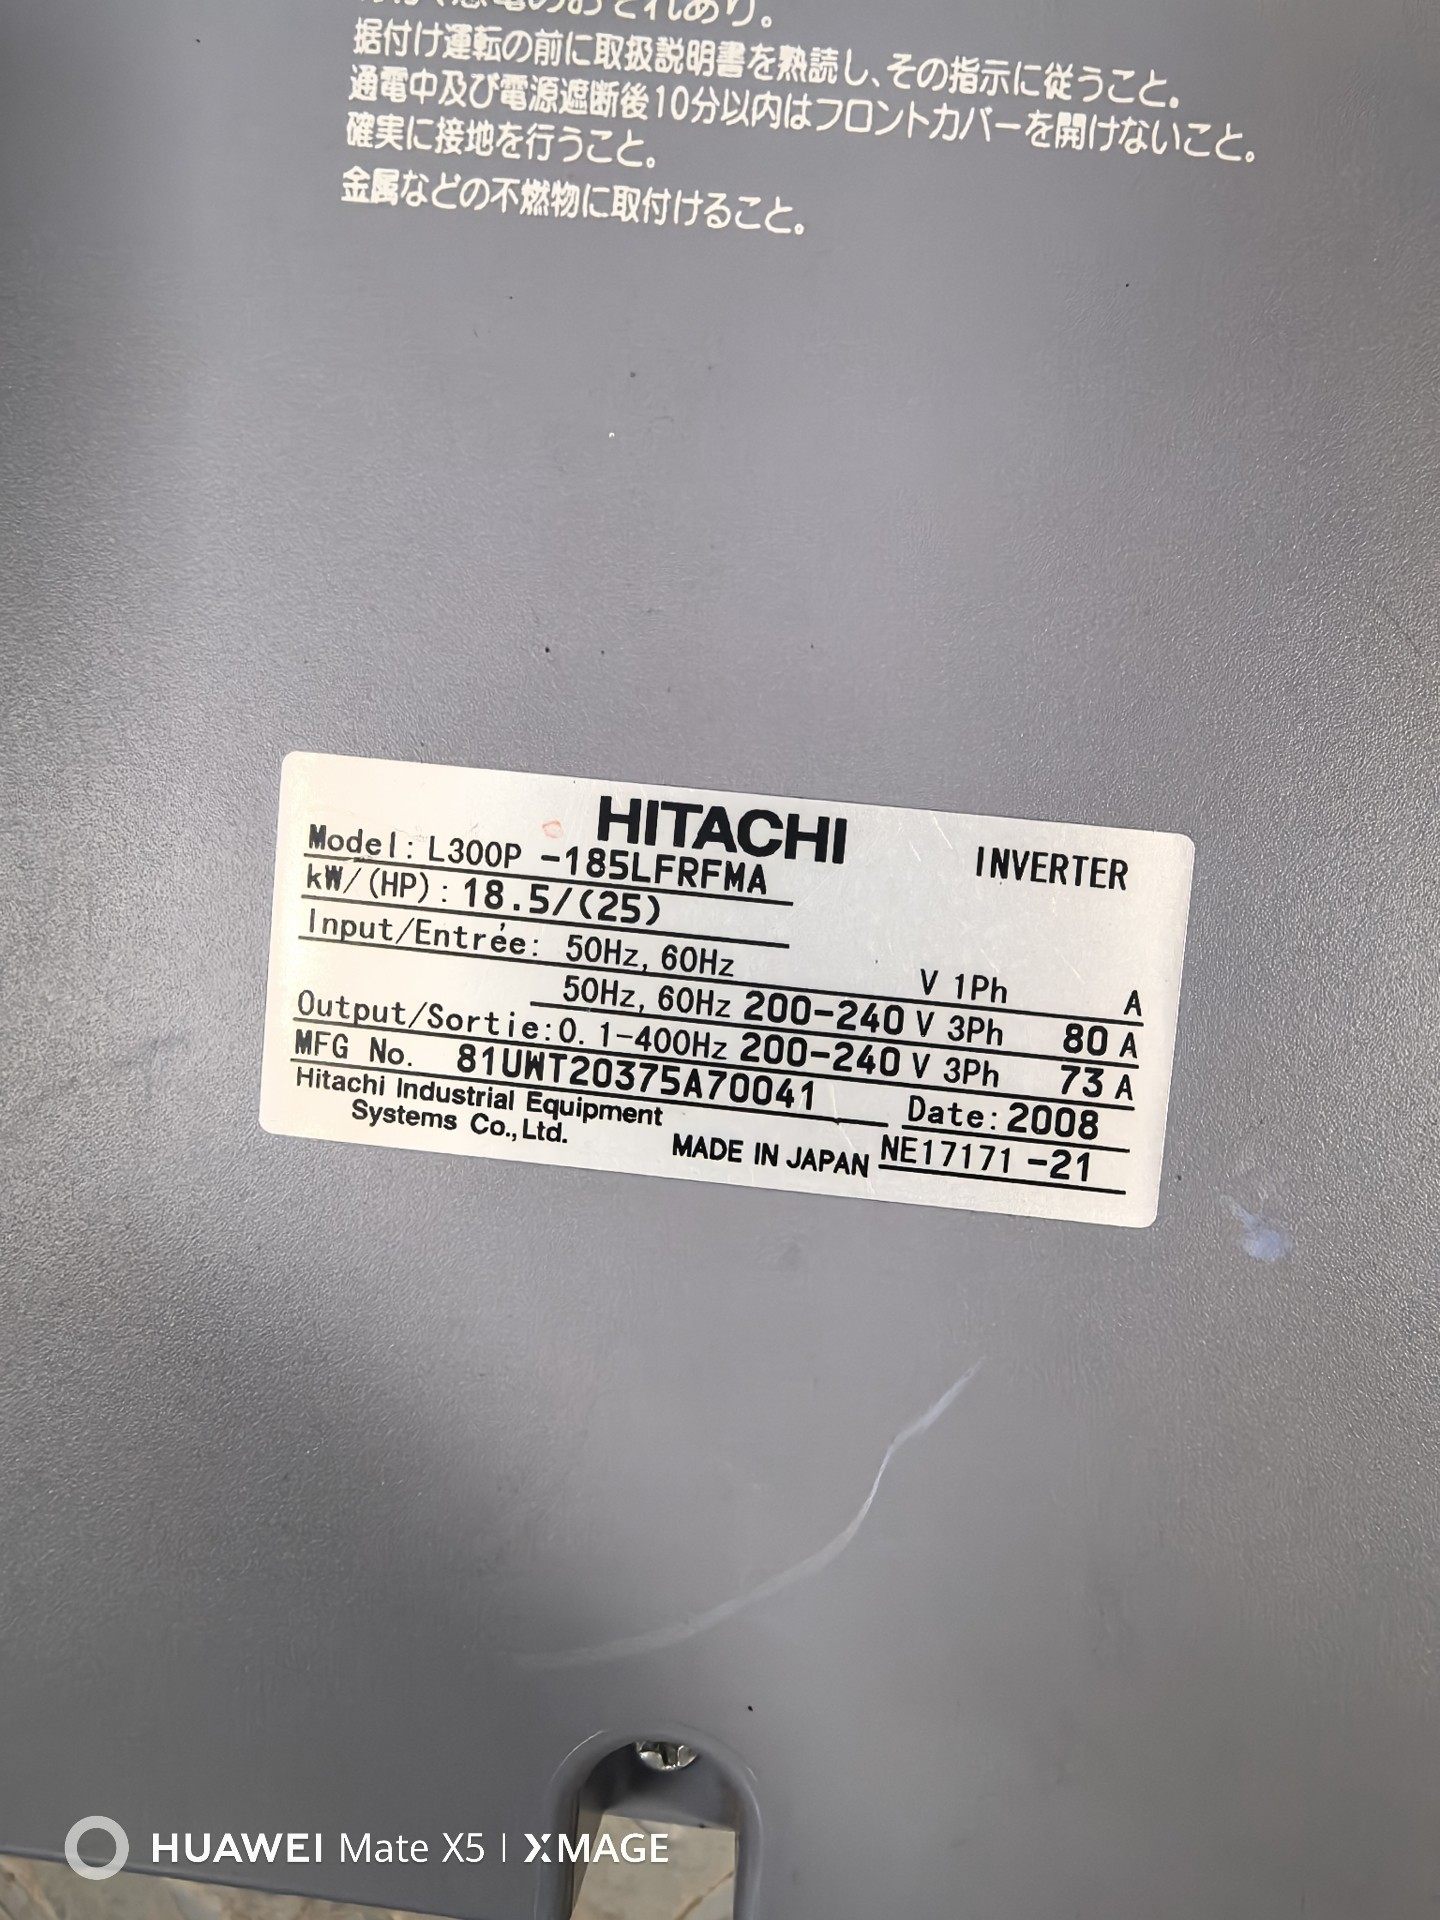 据付け運転の前に取扱説明書を熟読し、その指示に従うこと。
通電中及び電源遮断後10分以内はフロントカバーを開けないこと。
確実に接地を行うこと。
金属などの不燃物に取付けること。
HITACHI
Model: L300P -185LFRFMA INVERTER
kW/(HP): 18.5/(25)
Input/Entrée: 50Hz, 60Hz V 1Ph A
50Hz, 60Hz 200-240 V 3Ph 80 A
Output/Sortie:0.1-400Hz 200-240 V 3Ph 73 A
MFG No. 81UWT20375A70041 Date: 2008
Hitachi Industrial Equipment
Systems Co., Ltd. MADE IN JAPAN NE17171 -21
HUAWEI Mate X5 | XMAGE